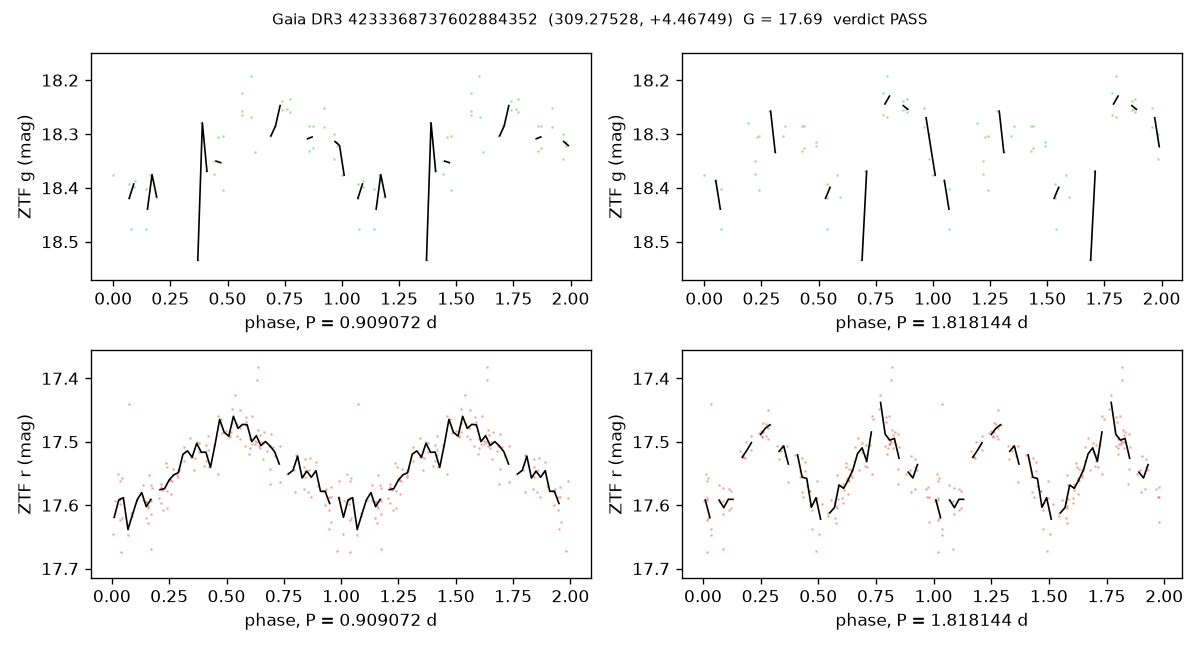 Gaia DR3 4233368737602884352  (309.27528, +4.46749)  G = 17.69  verdict PASS
ZTF g (mag)
18.2
18.3
18.4
18.5
0.00 0.25 0.50 0.75 1.00 1.25 1.50 1.75 2.00
phase, P = 0.909072 d
ZTF g (mag)
18.2
18.3
18.4
18.5
0.00 0.25 0.50 0.75 1.00 1.25 1.50 1.75 2.00
phase, P = 1.818144 d
ZTF r (mag)
17.4
17.5
17.6
17.7
0.00 0.25 0.50 0.75 1.00 1.25 1.50 1.75 2.00
phase, P = 0.909072 d
ZTF r (mag)
17.4
17.5
17.6
17.7
0.00 0.25 0.50 0.75 1.00 1.25 1.50 1.75 2.00
phase, P = 1.818144 d